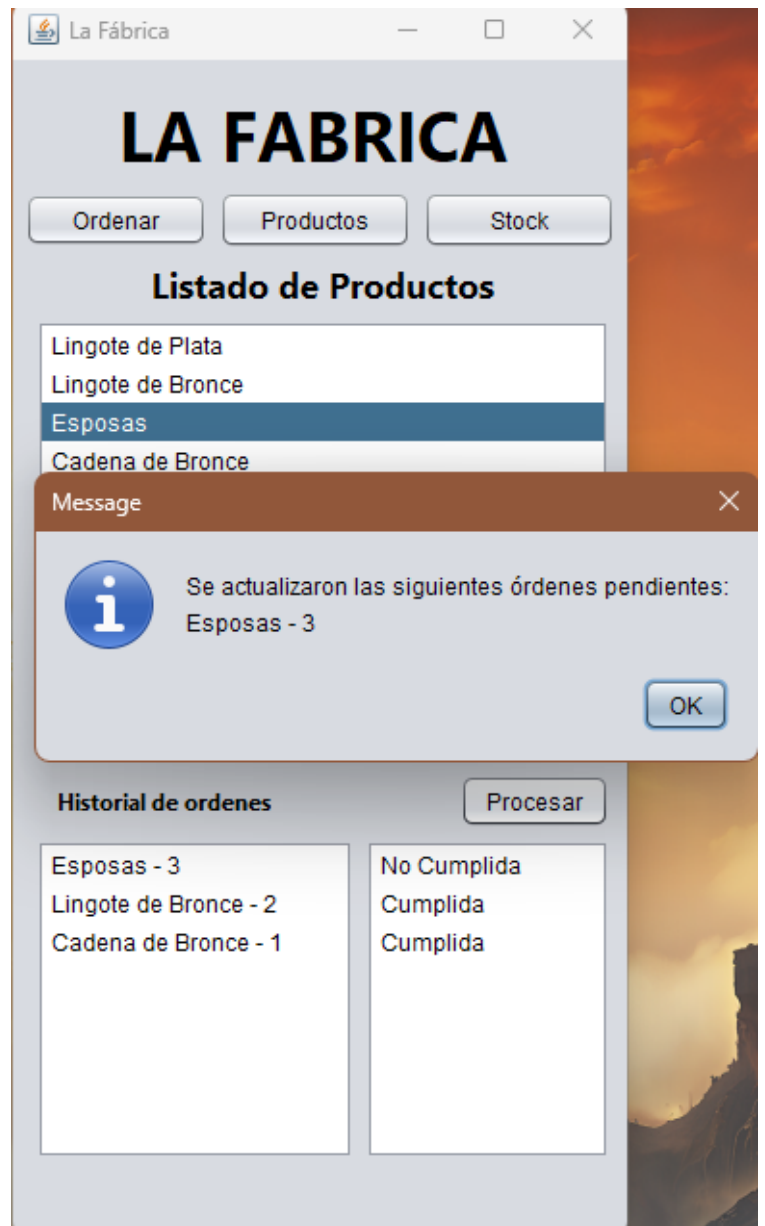 La Fábrica
LA FABRICA
Ordenar Productos Stock
Listado de Productos
Lingote de Plata
Lingote de Bronce
Esposas
Cadena de Bronce
Message
Se actualizaron las siguientes órdenes pendientes:
Esposas - 3
OK
Historial de ordenes Procesar
Esposas - 3 No Cumplida
Lingote de Bronce - 2 Cumplida
Cadena de Bronce - 1 Cumplida